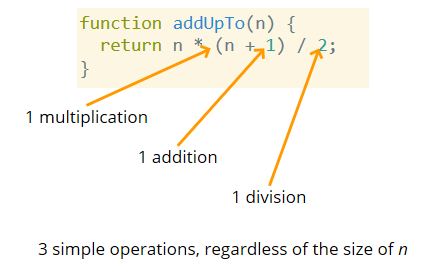 function addUpTo(n) {
return n * (n + 1) / 2;
}
1 multiplication
1 addition
1 division
3 simple operations, regardless of the size of n